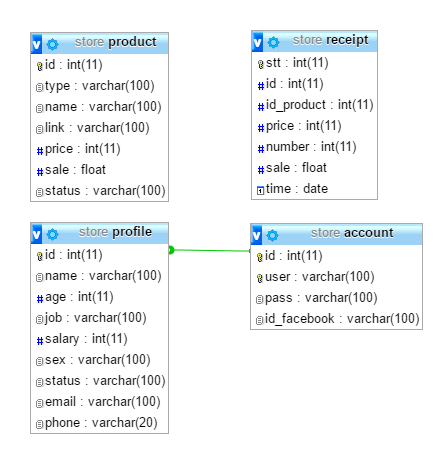 store product
id : int(11)
type : varchar(100)
name : varchar(100)
link : varchar(100)
price : int(11)
sale : float
status : varchar(100)
store receipt
stt : int(11)
id : int(11)
id_product : int(11)
price : int(11)
number : int(11)
sale : float
time : date
store profile
id : int(11)
name : varchar(100)
age : int(11)
job : varchar(100)
salary : int(11)
sex : varchar(100)
status : varchar(100)
email : varchar(100)
phone : varchar(20)
store account
id : int(11)
user : varchar(100)
pass : varchar(100)
id_facebook : varchar(100)